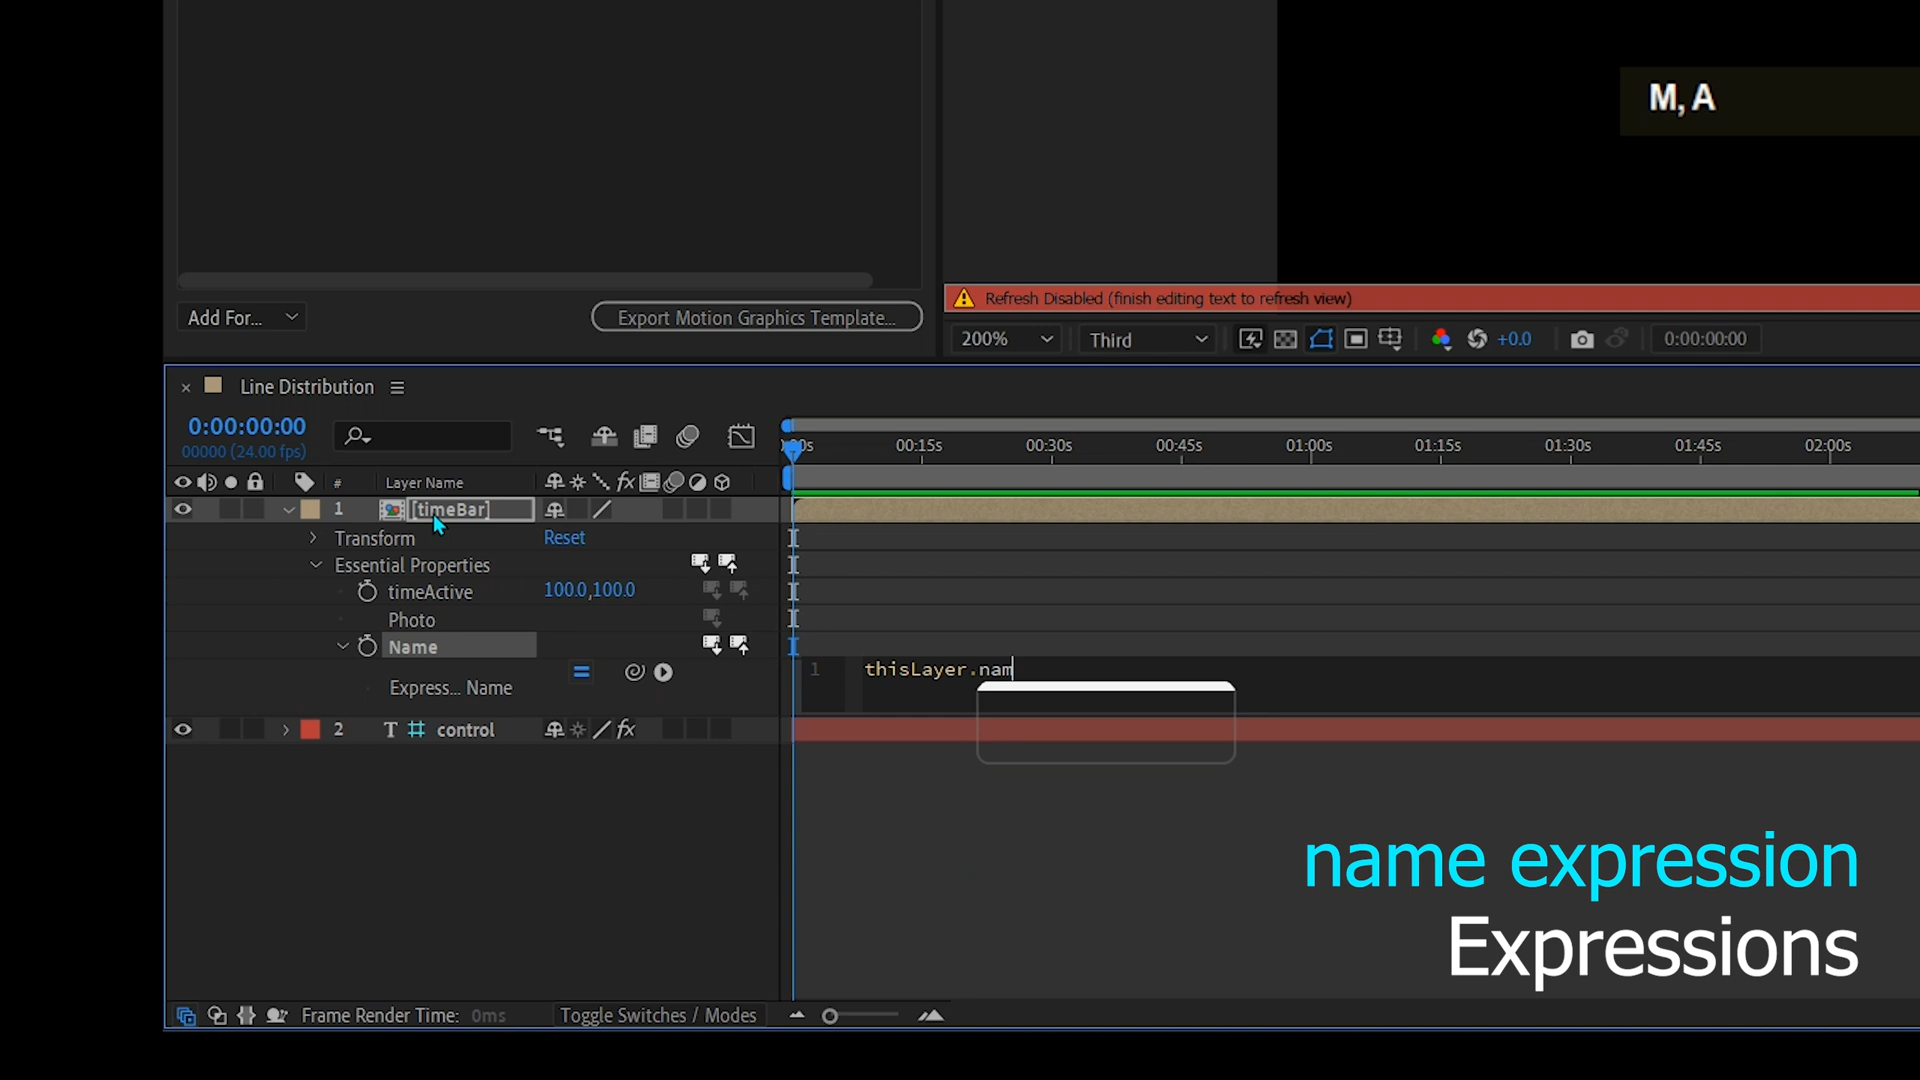 M, A
Add For...
Export Motion Graphics Template...
Refresh Disabled (finish editing text to refresh view)
200%
Third
+0.0
0:00:00:00
× Line Distribution
0:00:00:00
00000 (24.00 fps)
00:15s 00:30s 00:45s 01:00s 01:15s 01:30s 01:45s 02:00s
# Layer Name fx
1 [timeBar]
Transform Reset
Essential Properties
timeActive 100.0,100.0
Photo
Name
1 thisLayer.nam
Express... Name
2 T control fx
name expression
Expressions
Frame Render Time: 0ms
Toggle Switches / Modes